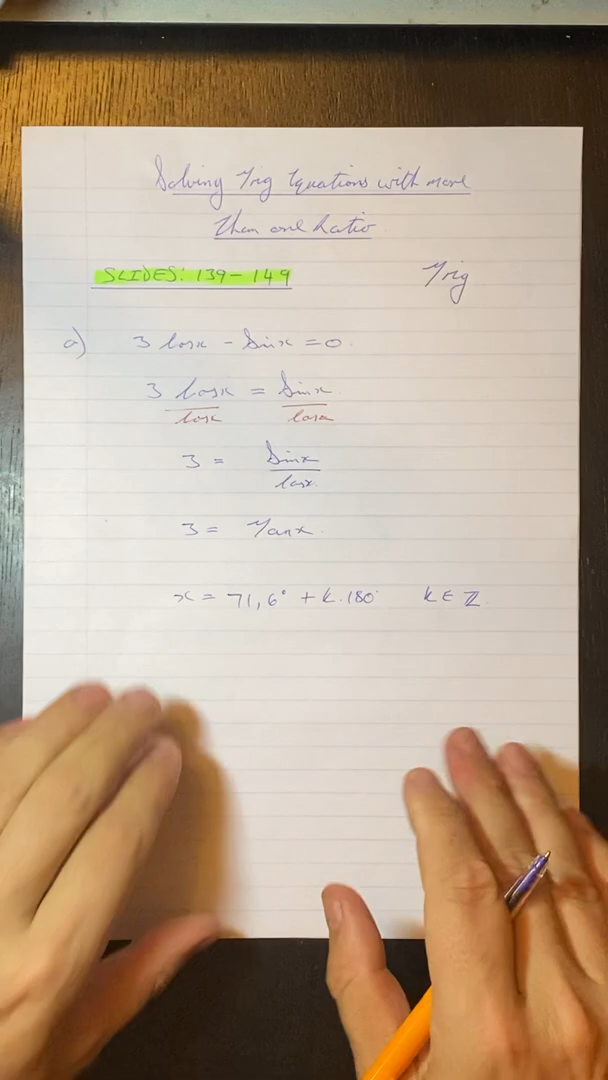 Solving Trig Equations with more
than one Ratio
SLIDES: 139-149
Trig
a) 3 Cosx - Sinx = 0.
3 Cosx/Cosx = Sinx/Cosx
3 = Sinx/Cosx.
3 = Tanx.
x = 71,6° + k.180° k ∈ ℤ.